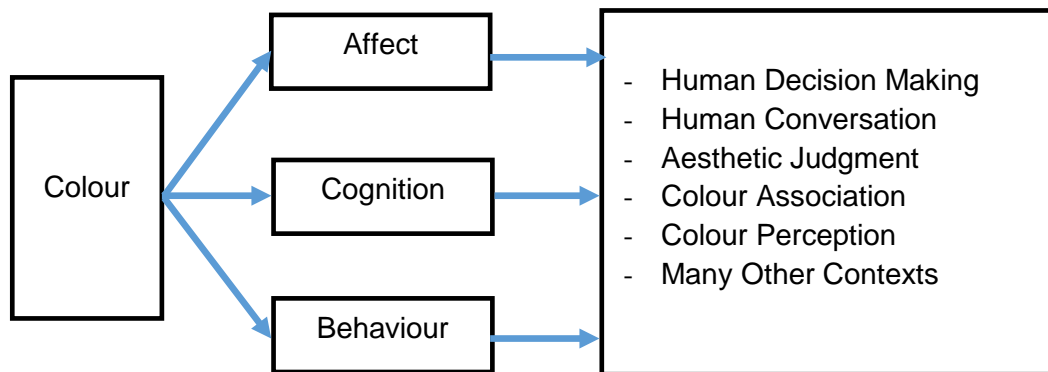 Colour
Affect
Cognition
Behaviour
- Human Decision Making
- Human Conversation
- Aesthetic Judgment
- Colour Association
- Colour Perception
- Many Other Contexts